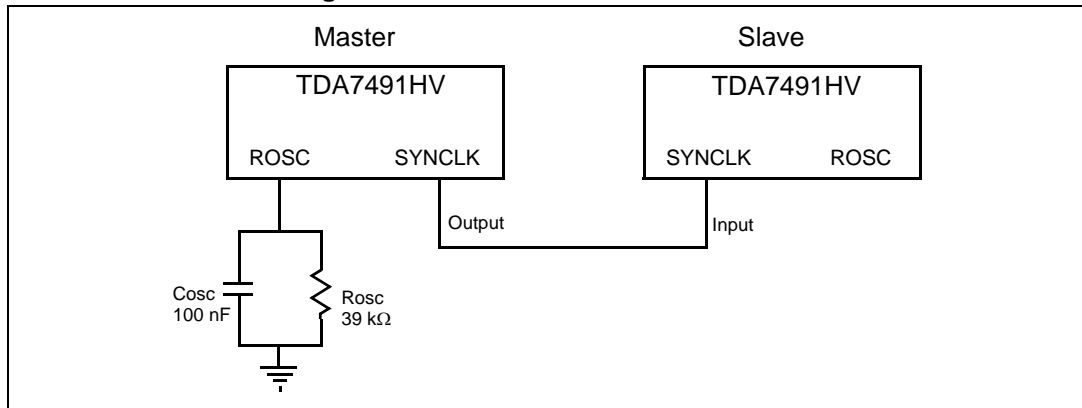 Master
Slave
TDA7491HV
TDA7491HV
ROSC SYNCLK
SYNCLK ROSC
Output
Input
Cosc
100 nF
Rosc
39 kΩ